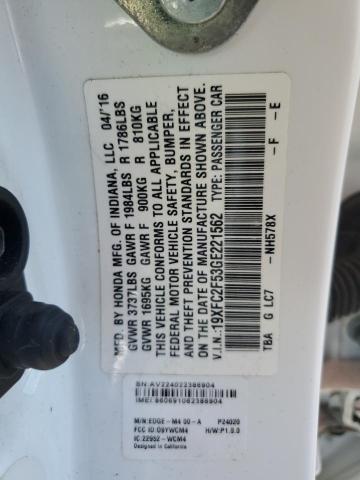 MFD. BY HONDA MFG. OF INDIANA, LLC 04/'16
GVWR 3737LBS GAWR F 1984LBS R 1786LBS
GVWR 1695KG GAWR F 900KG R 810KG
THIS VEHICLE CONFORMS TO ALL APPLICABLE
FEDERAL MOTOR VEHICLE SAFETY, BUMPER,
AND THEFT PREVENTION STANDARDS IN EFFECT
ON THE DATE OF MANUFACTURE SHOWN ABOVE.
V.I.N.: 19XFC2F53GE221562 TYPE: PASSENGER CAR
TBA G LC7 -NH578X -F -E
SN: AV224022386904
IMEI: 860691062386904
M/N:EDGE-M4 00-A P24020
FCC ID:O9YWCM4 H/W:P1.0.0
IC:22952-WCM4
Designed in California